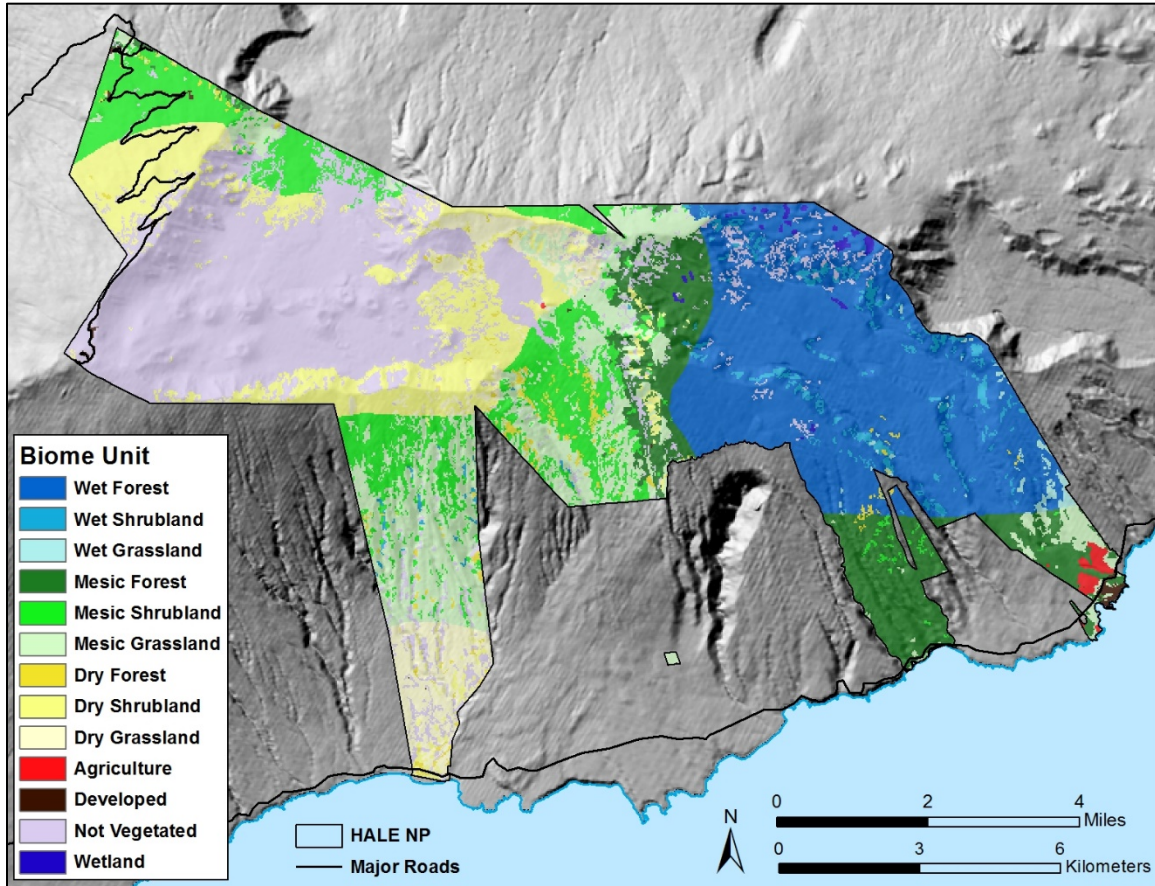 Biome Unit
Wet Forest
Wet Shrubland
Wet Grassland
Mesic Forest
Mesic Shrubland
Mesic Grassland
Dry Forest
Dry Shrubland
Dry Grassland
Agriculture
Developed
Not Vegetated
Wetland
HALE NP
Major Roads
N
0 2 4
Miles
0 3 6
Kilometers